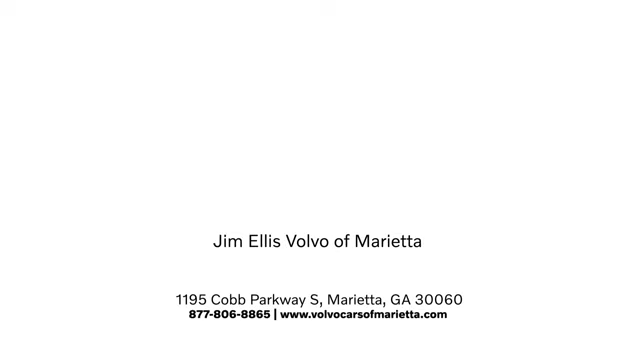 Jim Ellis Volvo of Marietta
1195 Cobb Parkway S, Marietta, GA 30060
877-806-8865 | www.volvocarsofmarietta.com